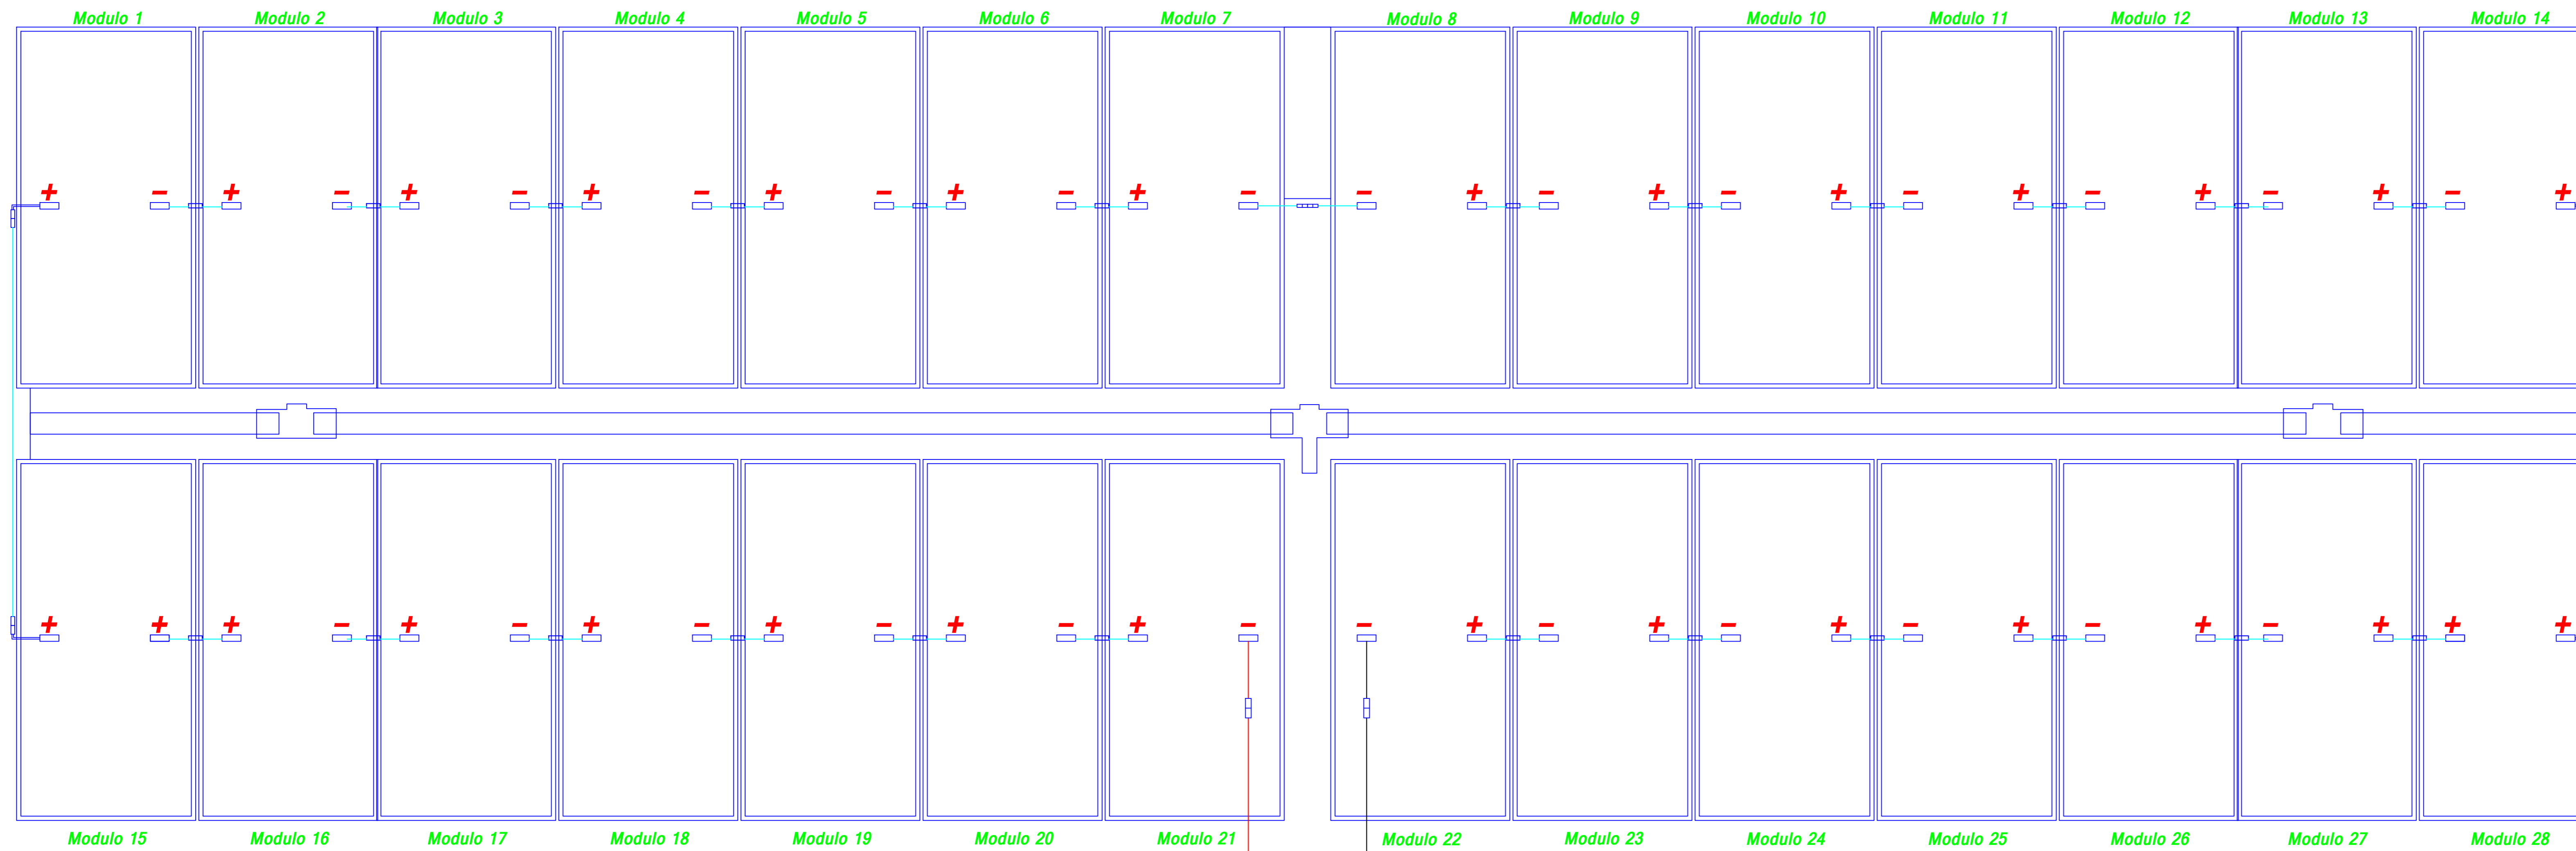 Modulo 1 Modulo 2 Modulo 3 Modulo 4 Modulo 5 Modulo 6 Modulo 7 Modulo 8 Modulo 9 Modulo 10 Modulo 11 Modulo 12 Modulo 13 Modulo 14
+ − + − + − + − + − + − + − − + − + − + − + − + − + − +
+ + + − + − + − + − + − + − − + − + − + − + − + − + + +
Modulo 15 Modulo 16 Modulo 17 Modulo 18 Modulo 19 Modulo 20 Modulo 21 Modulo 22 Modulo 23 Modulo 24 Modulo 25 Modulo 26 Modulo 27 Modulo 28